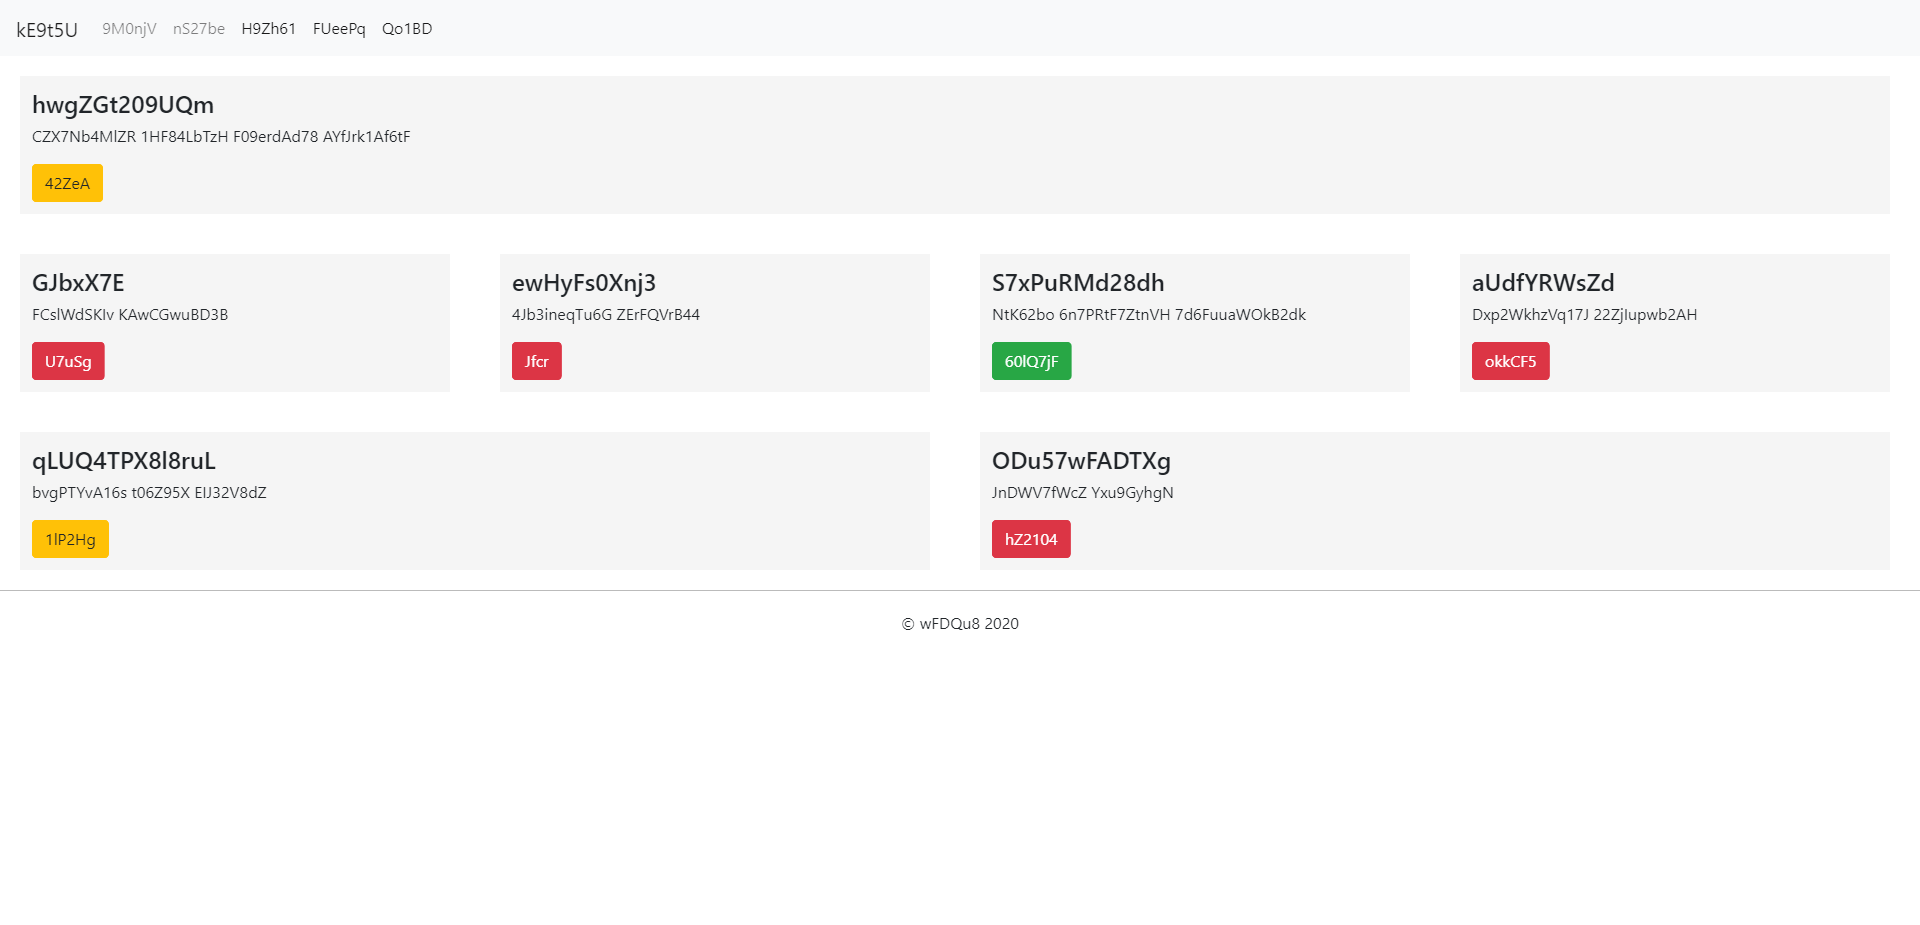 kE9t5U 9M0njV nS27be H9Zh61 FUeePq Qo1BD
hwgZGt209UQm
CZX7Nb4MlZR 1HF84LbTzH F09erdAd78 AYfJrk1Af6tF
42ZeA
GJbxX7E
FCslWdSKIv KAwCGwuBD3B
U7uSg
ewHyFs0Xnj3
4Jb3ineqTu6G ZErFQVrB44
Jfcr
S7xPuRMd28dh
NtK62bo 6n7PRtF7ZtnVH 7d6FuuaWOkB2dk
60lQ7jF
aUdfYRWsZd
Dxp2WkhzVq17J 22ZjIupwb2AH
okkCF5
qLUQ4TPX8l8ruL
bvgPTYvA16s t06Z95X EIJ32V8dZ
1lP2Hg
ODu57wFADTXg
JnDWV7fWcZ Yxu9GyhgN
hZ2104
© wFDQu8 2020